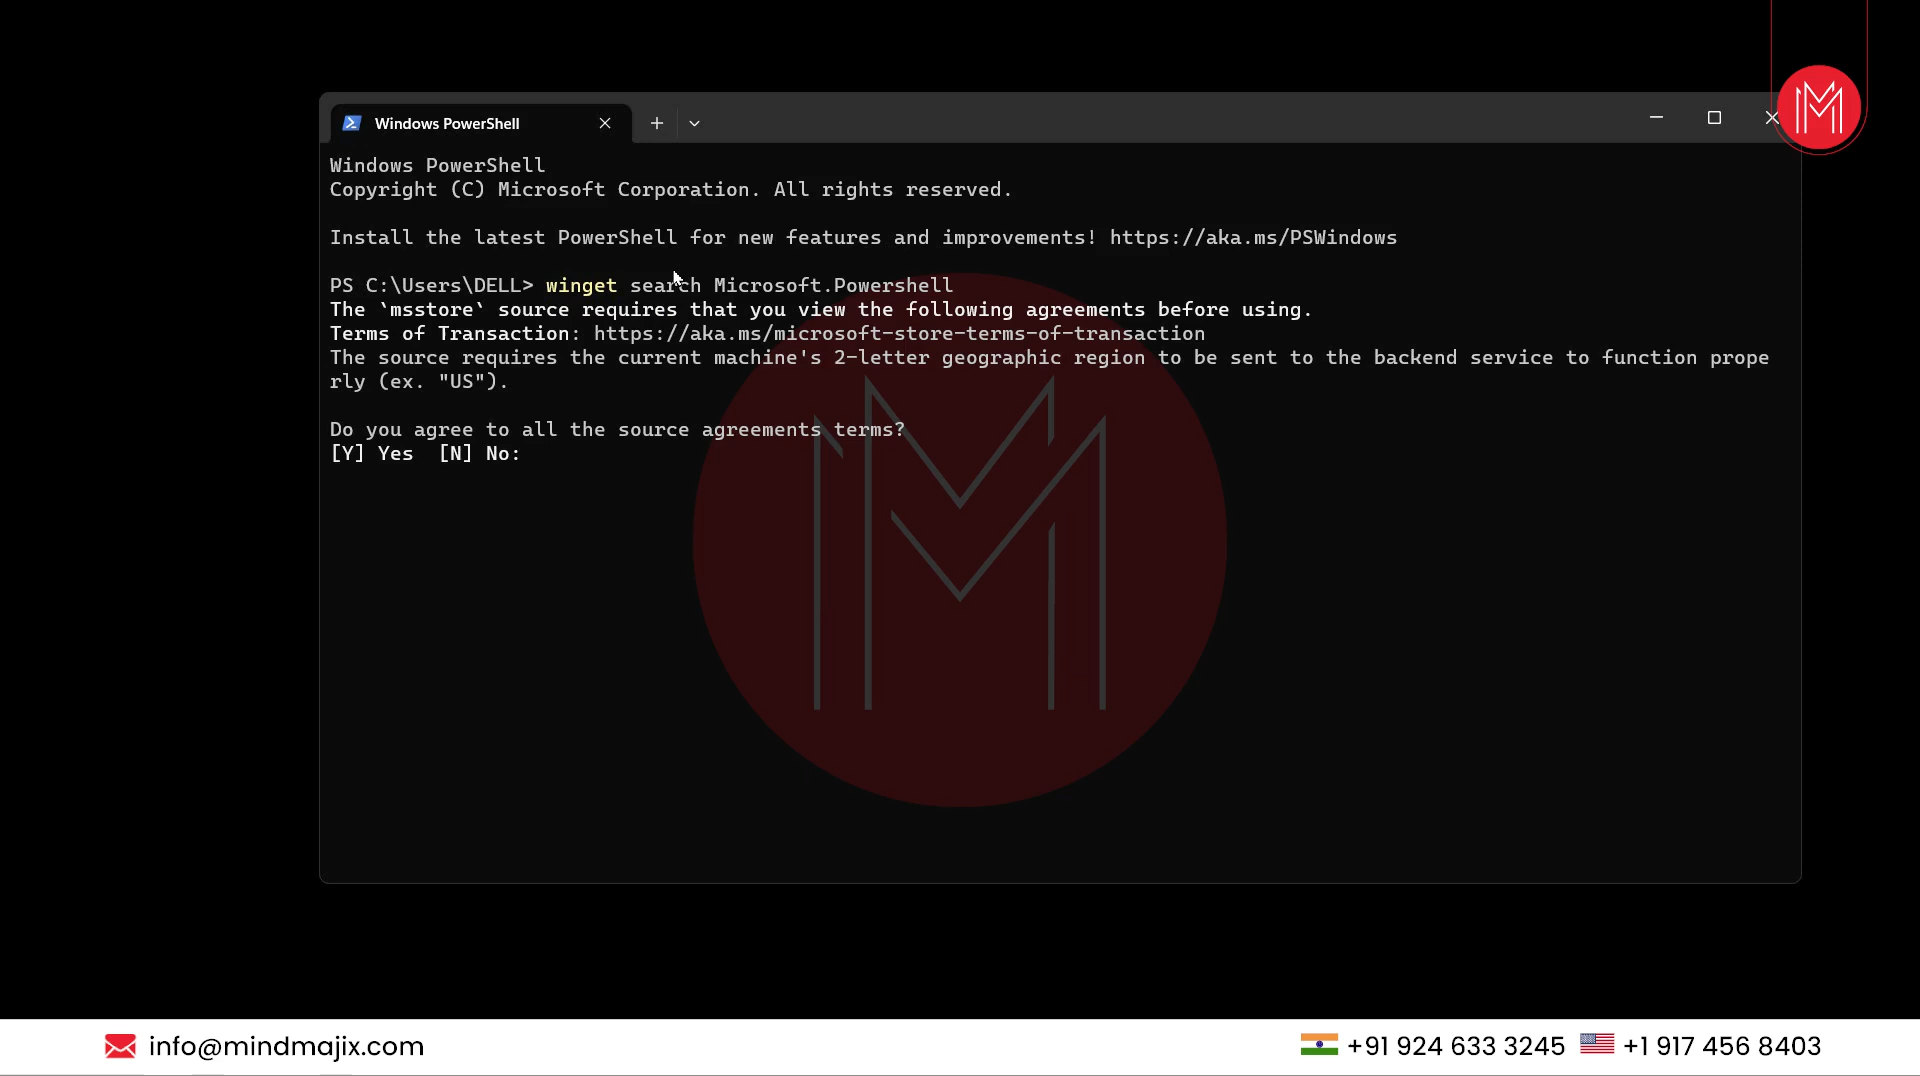 Windows PowerShell
Windows PowerShell
Copyright (C) Microsoft Corporation. All rights reserved.
Install the latest PowerShell for new features and improvements! https://aka.ms/PSWindows
PS C:\Users\DELL> winget search Microsoft.Powershell
The `msstore` source requires that you view the following agreements before using.
Terms of Transaction: https://aka.ms/microsoft-store-terms-of-transaction
The source requires the current machine's 2-letter geographic region to be sent to the backend service to function prope
rly (ex. "US").
Do you agree to all the source agreements terms?
[Y] Yes  [N] No:
info@mindmajix.com
+91 924 633 3245
+1 917 456 8403